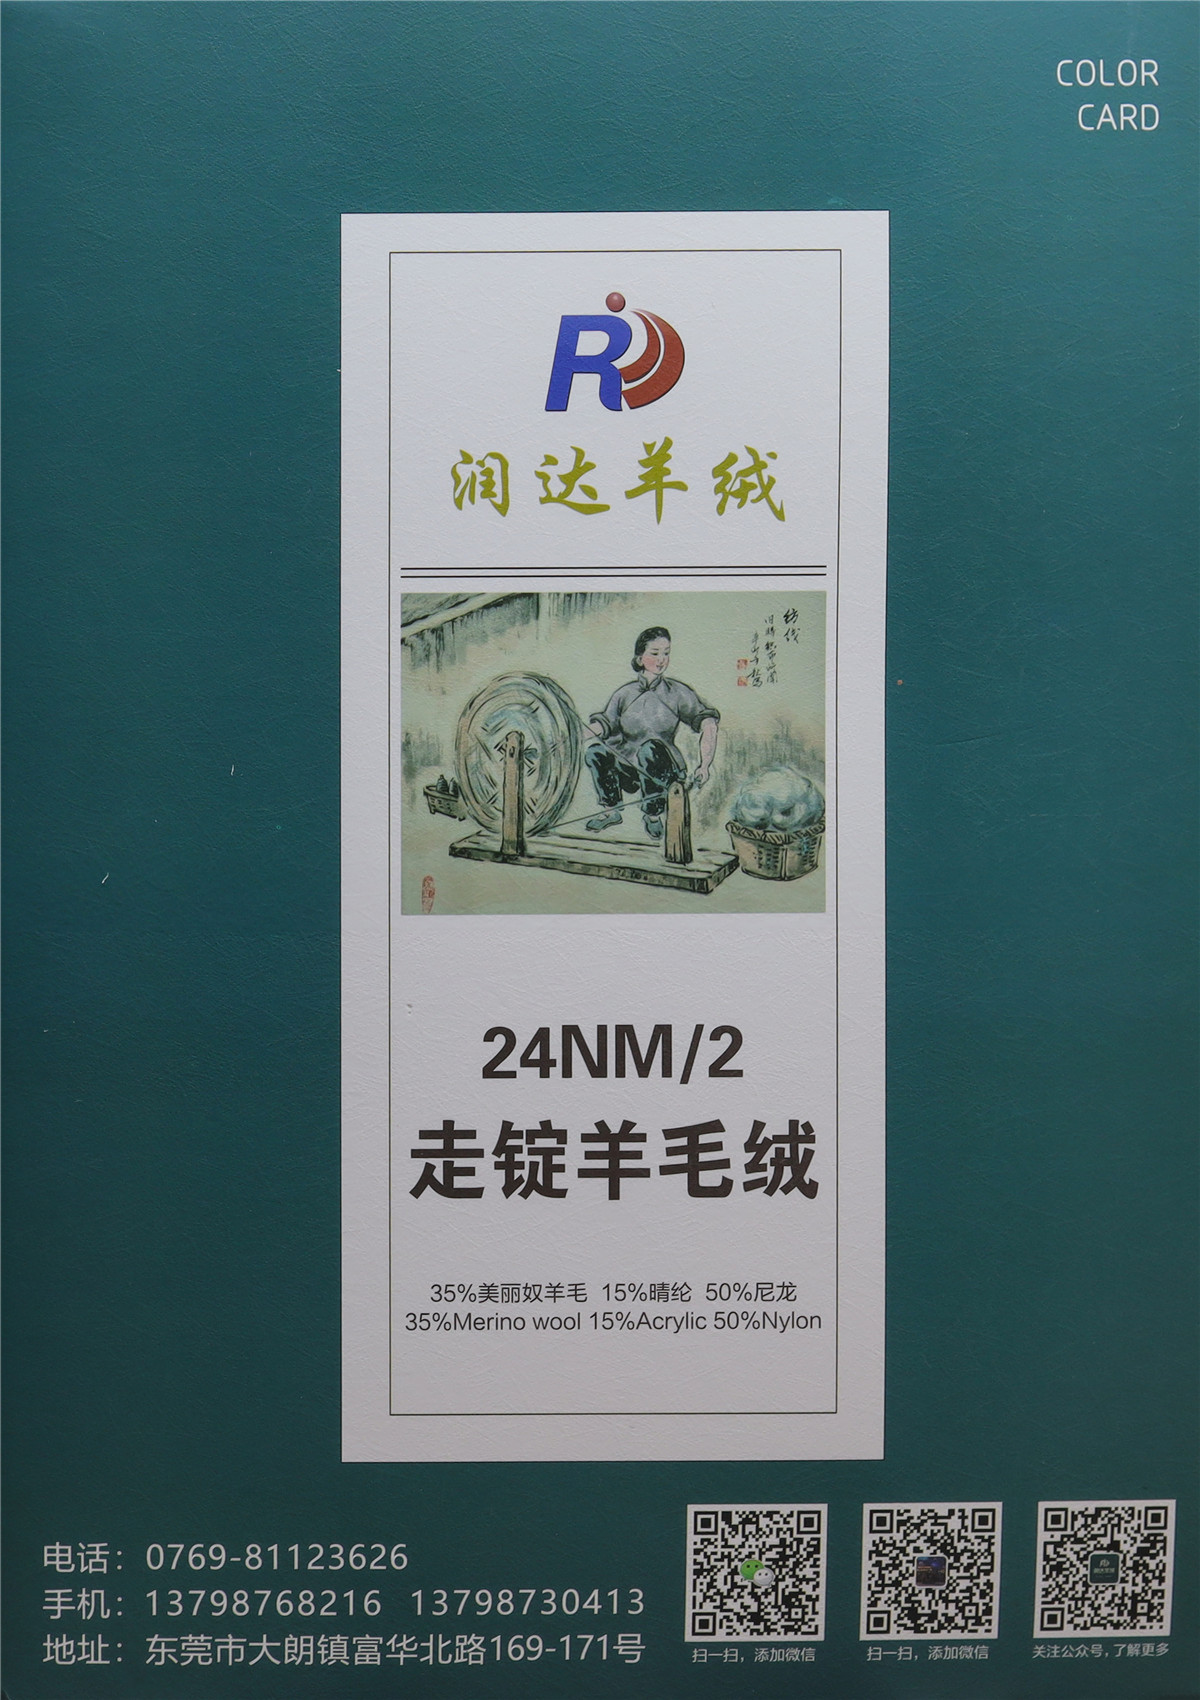 COLOR
CARD
R
润达羊绒
纺线
24NM/2
走锭羊毛绒
35%美丽奴羊毛 15%晴纶 50%尼龙
35%Merino wool 15%Acrylic 50%Nylon
电话：0769-81123626
手机：13798768216 13798730413
地址：东莞市大朗镇富华北路169-171号
扫一扫，添加微信
扫一扫，添加微信
关注公众号，了解更多